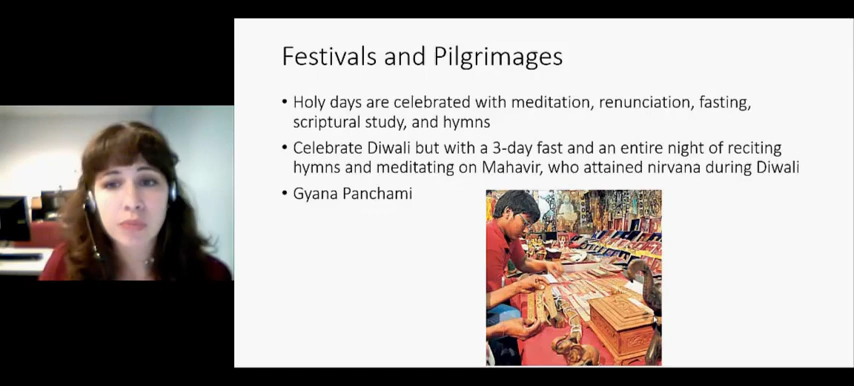 Festivals and Pilgrimages
• Holy days are celebrated with meditation, renunciation, fasting,
scriptural study, and hymns
• Celebrate Diwali but with a 3-day fast and an entire night of reciting
hymns and meditating on Mahavir, who attained nirvana during Diwali
• Gyana Panchami